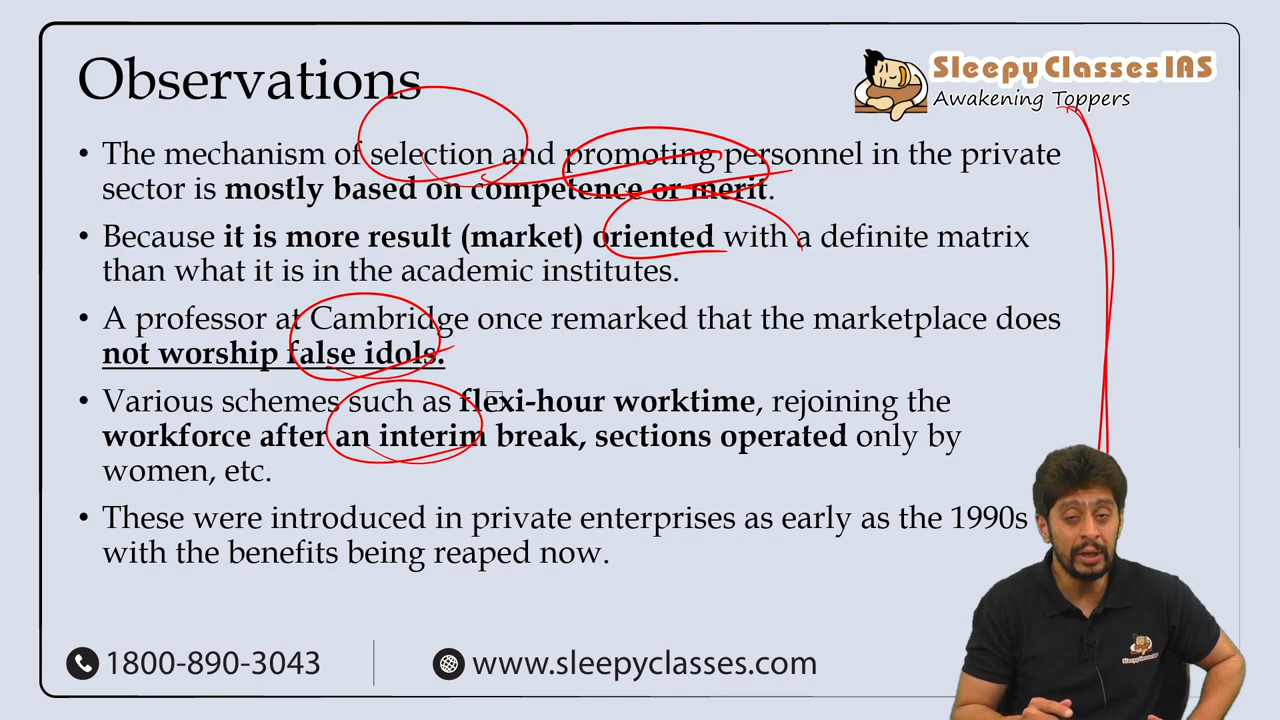 Observations
Sleepy Classes IAS
Awakening Toppers
• The mechanism of selection and promoting personnel in the private
sector is mostly based on competence or merit.
• Because it is more result (market) oriented with a definite matrix
than what it is in the academic institutes.
• A professor at Cambridge once remarked that the marketplace does
not worship false idols.
• Various schemes such as flexi-hour worktime, rejoining the
workforce after an interim break, sections operated only by
women, etc.
• These were introduced in private enterprises as early as the 1990s
with the benefits being reaped now.
1800-890-3043
www.sleepyclasses.com
SleepyClasses